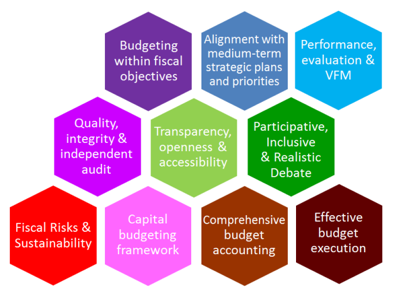 Budgeting
within fiscal
objectives
Alignment with
medium-term
strategic plans
and priorities
Performance,
evaluation &
VFM
Quality,
integrity &
independent
audit
Transparency,
openness &
accessibility
Participative,
Inclusive
& Realistic
Debate
Fiscal Risks &
Sustainability
Capital
budgeting
framework
Comprehensive
budget
accounting
Effective
budget
execution